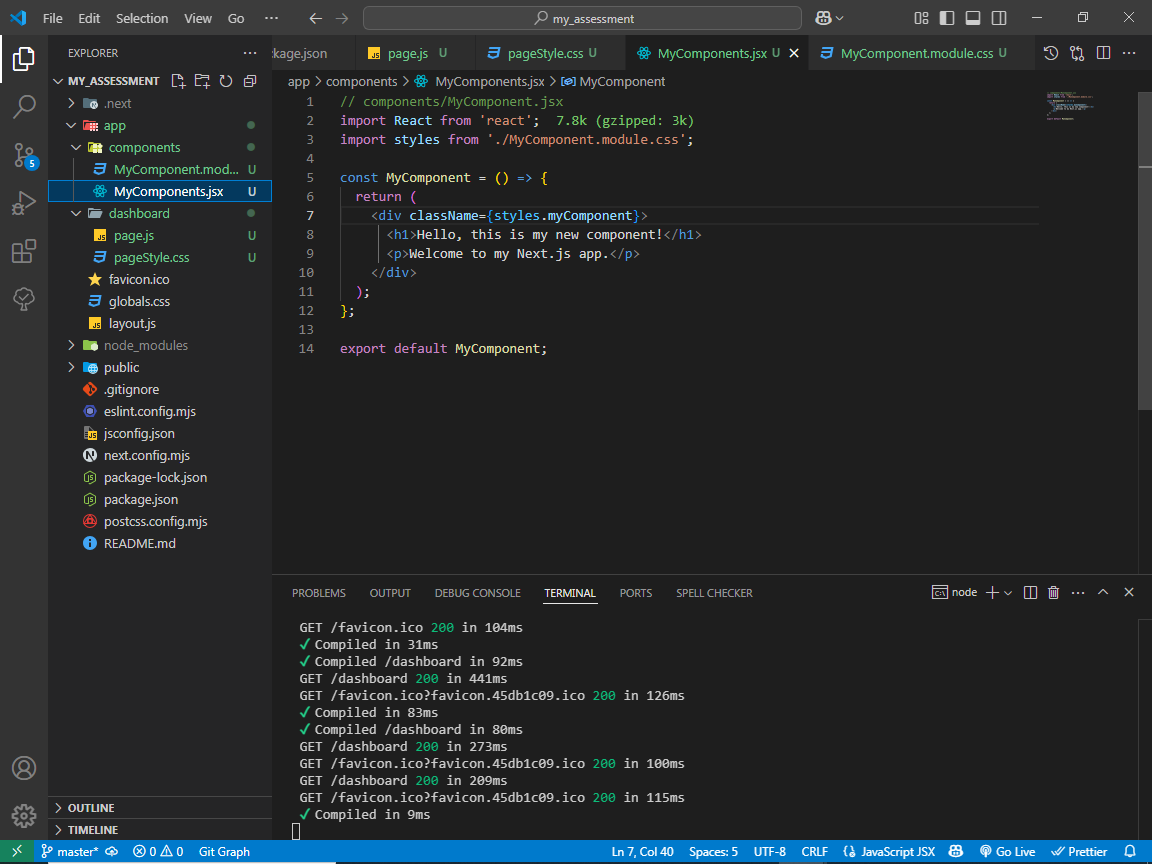 File Edit Selection View Go ··· my_assessment
EXPLORER ···
MY_ASSESSMENT
.next
app
components
MyComponent.mod... U
MyComponents.jsx U
dashboard
page.js U
pageStyle.css U
favicon.ico
globals.css
layout.js
node_modules
public
.gitignore
eslint.config.mjs
jsconfig.json
next.config.mjs
package-lock.json
package.json
postcss.config.mjs
README.md
OUTLINE
TIMELINE
kage.json page.js U pageStyle.css U MyComponents.jsx U MyComponent.module.css U
app > components > MyComponents.jsx > MyComponent
1 // components/MyComponent.jsx
2 import React from 'react'; 7.8k (gzipped: 3k)
3 import styles from './MyComponent.module.css';
4
5 const MyComponent = () => {
6 return (
7 <div className={styles.myComponent}>
8 <h1>Hello, this is my new component!</h1>
9 <p>Welcome to my Next.js app.</p>
10 </div>
11 );
12 };
13
14 export default MyComponent;
PROBLEMS OUTPUT DEBUG CONSOLE TERMINAL PORTS SPELL CHECKER node
GET /favicon.ico 200 in 104ms
✓ Compiled in 31ms
✓ Compiled /dashboard in 92ms
GET /dashboard 200 in 441ms
GET /favicon.ico?favicon.45db1c09.ico 200 in 126ms
✓ Compiled in 83ms
✓ Compiled /dashboard in 80ms
GET /dashboard 200 in 273ms
GET /favicon.ico?favicon.45db1c09.ico 200 in 100ms
GET /dashboard 200 in 209ms
GET /favicon.ico?favicon.45db1c09.ico 200 in 115ms
✓ Compiled in 9ms
master* 0 0 Git Graph Ln 7, Col 40 Spaces: 5 UTF-8 CRLF JavaScript JSX Go Live Prettier